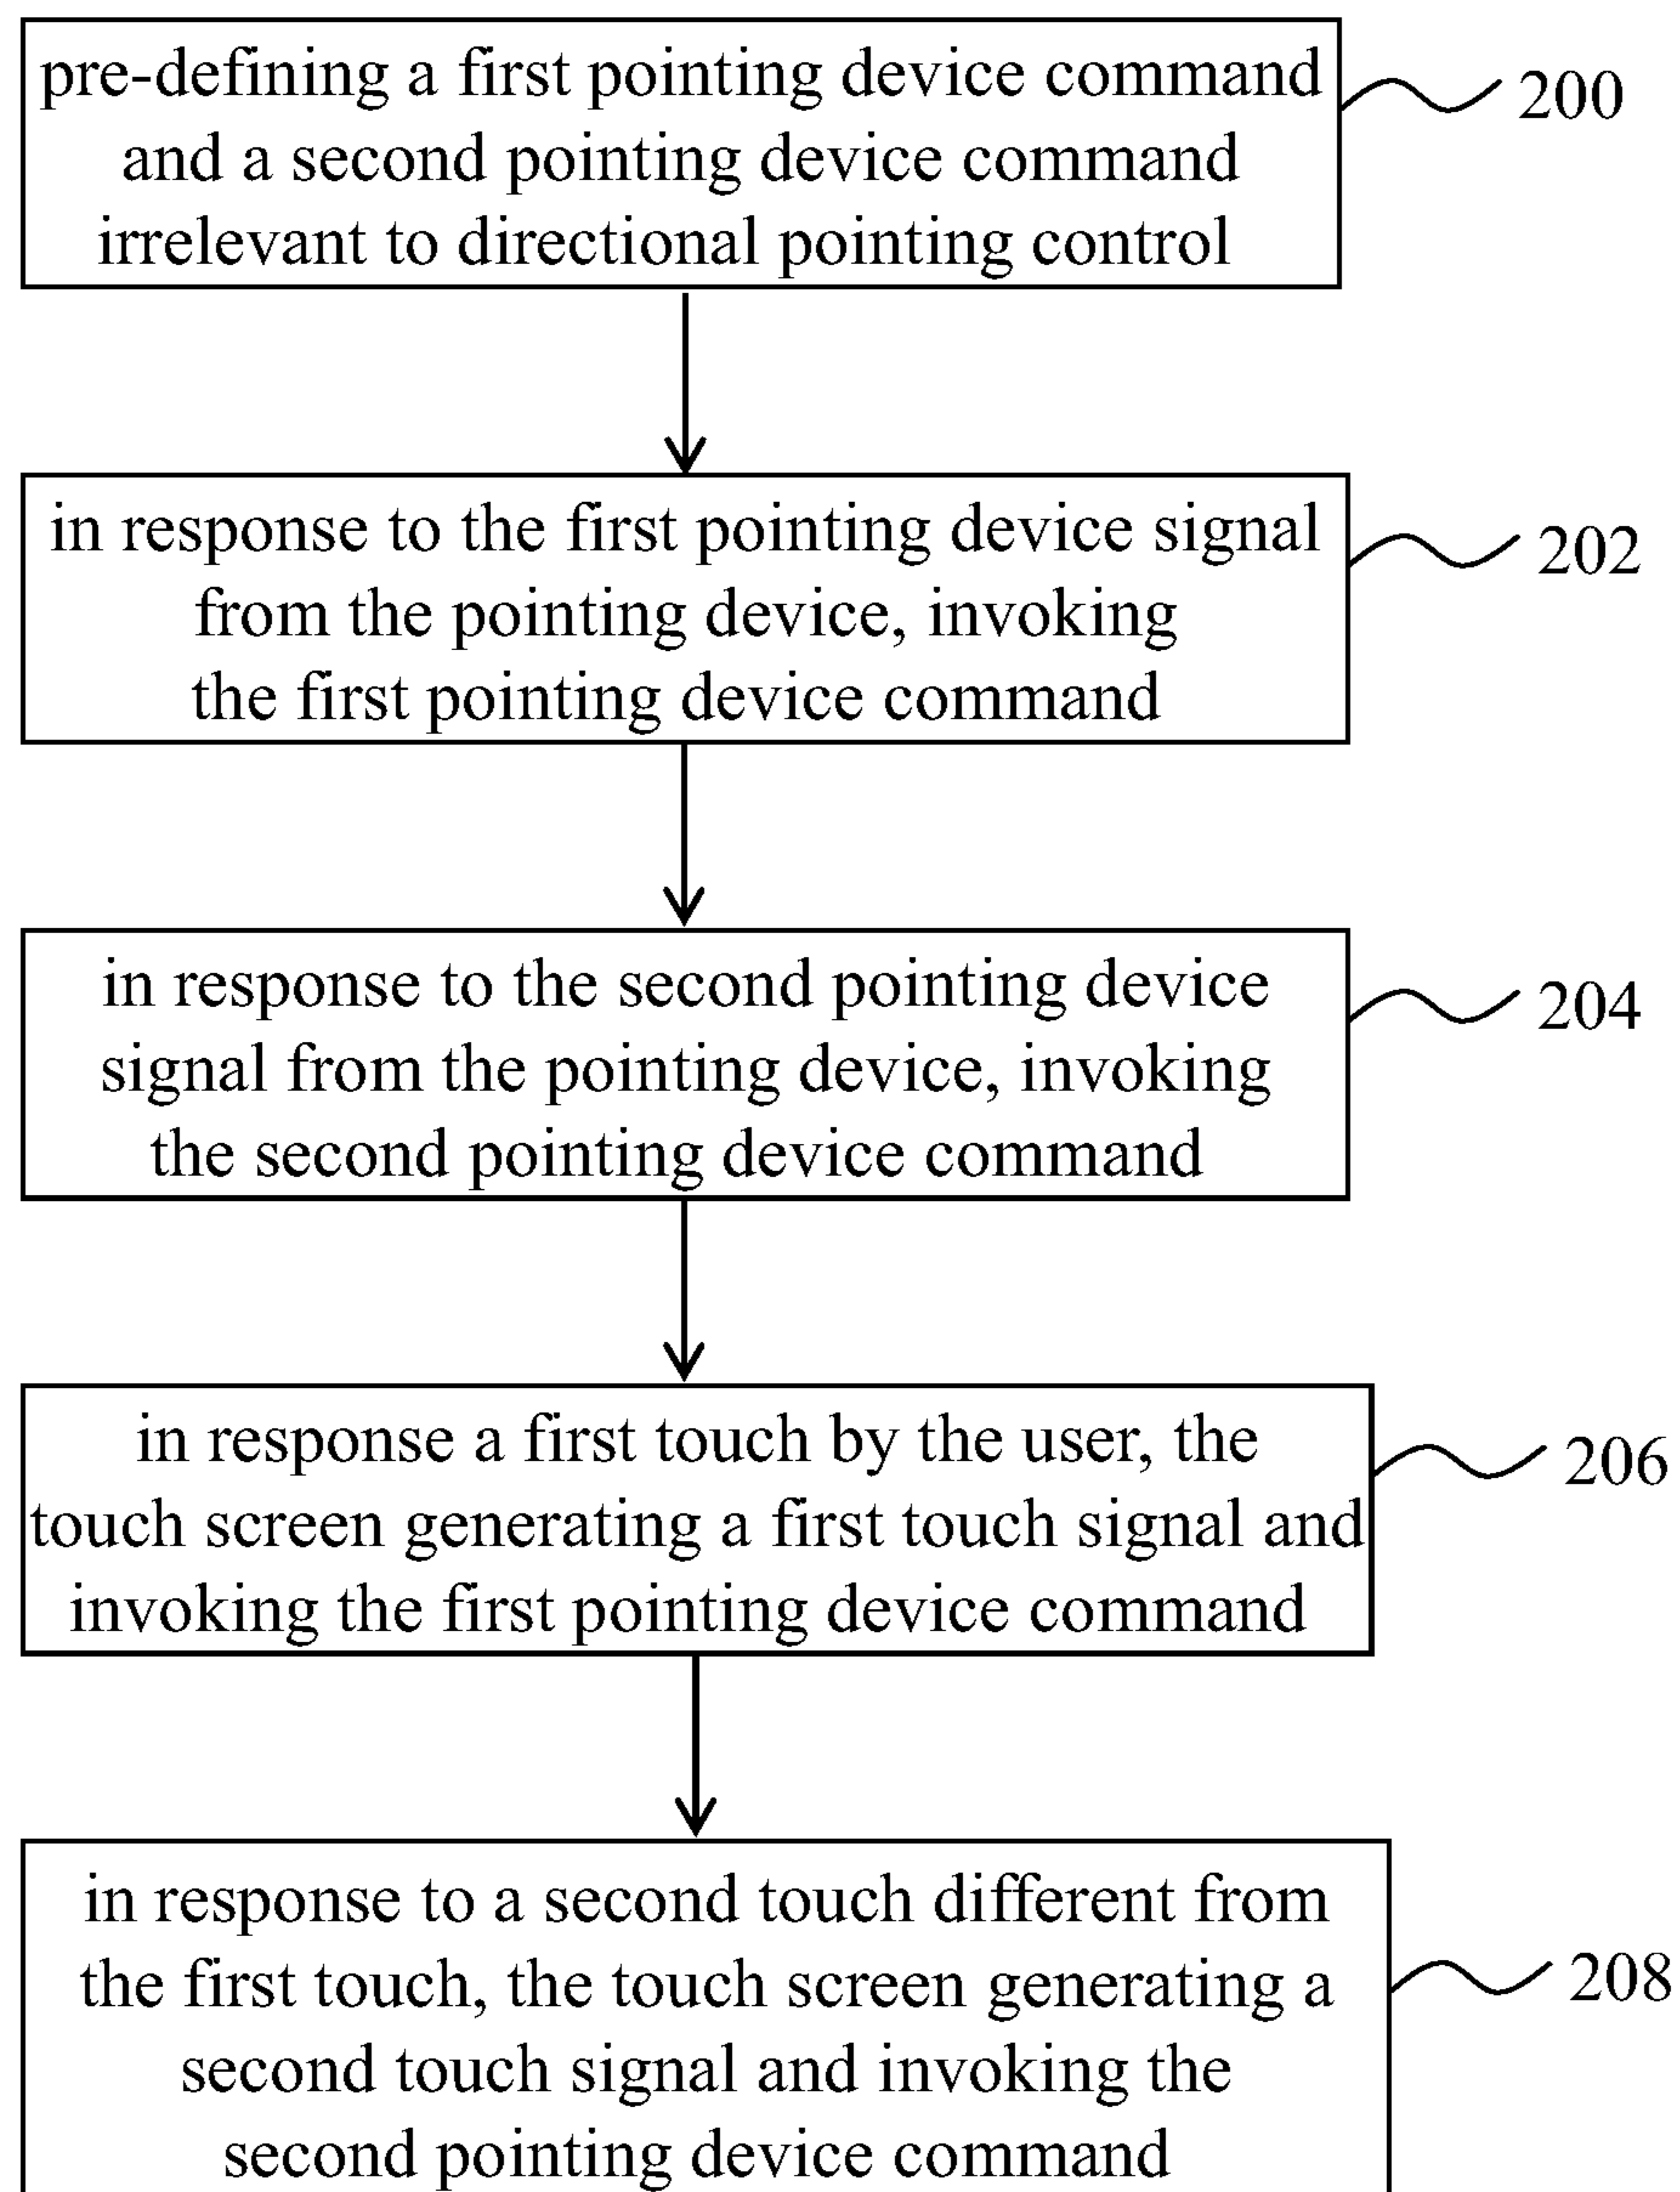 pre-defining a first pointing device command
and a second pointing device command
irrelevant to directional pointing control
200
in response to the first pointing device signal
from the pointing device, invoking
the first pointing device command
202
in response to the second pointing device
signal from the pointing device, invoking
the second pointing device command
204
in response a first touch by the user, the
touch screen generating a first touch signal and
invoking the first pointing device command
206
in response to a second touch different from
the first touch, the touch screen generating a
second touch signal and invoking the
second pointing device command
208